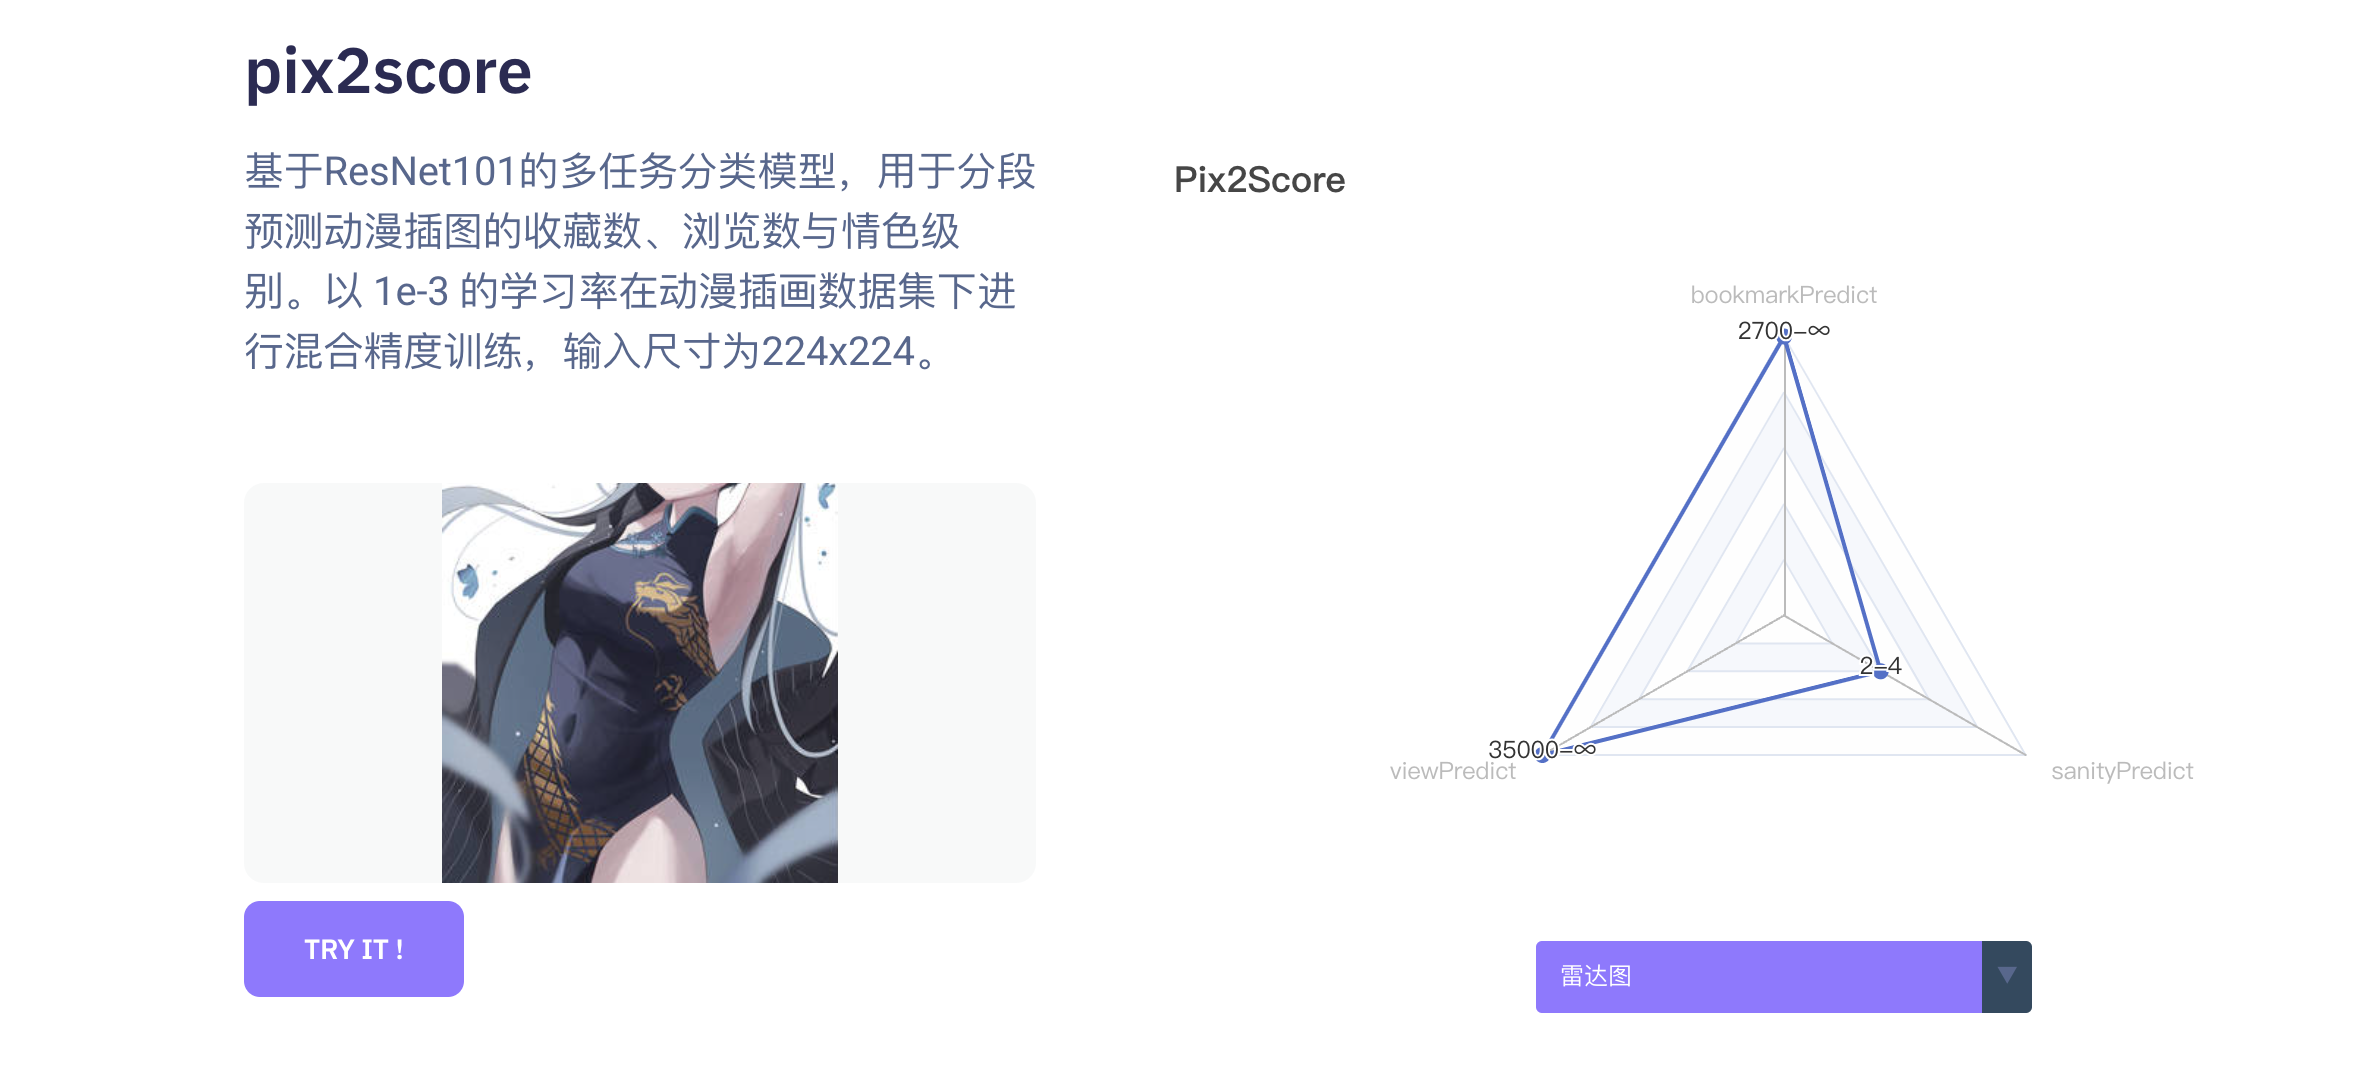 pix2score
基于ResNet101的多任务分类模型，用于分段
预测动漫插图的收藏数、浏览数与情色级
别。以 1e-3 的学习率在动漫插画数据集下进
行混合精度训练，输入尺寸为224x224。
TRY IT !
Pix2Score
bookmarkPredict
2700-∞
2-4
35000-∞
viewPredict
sanityPredict
雷达图